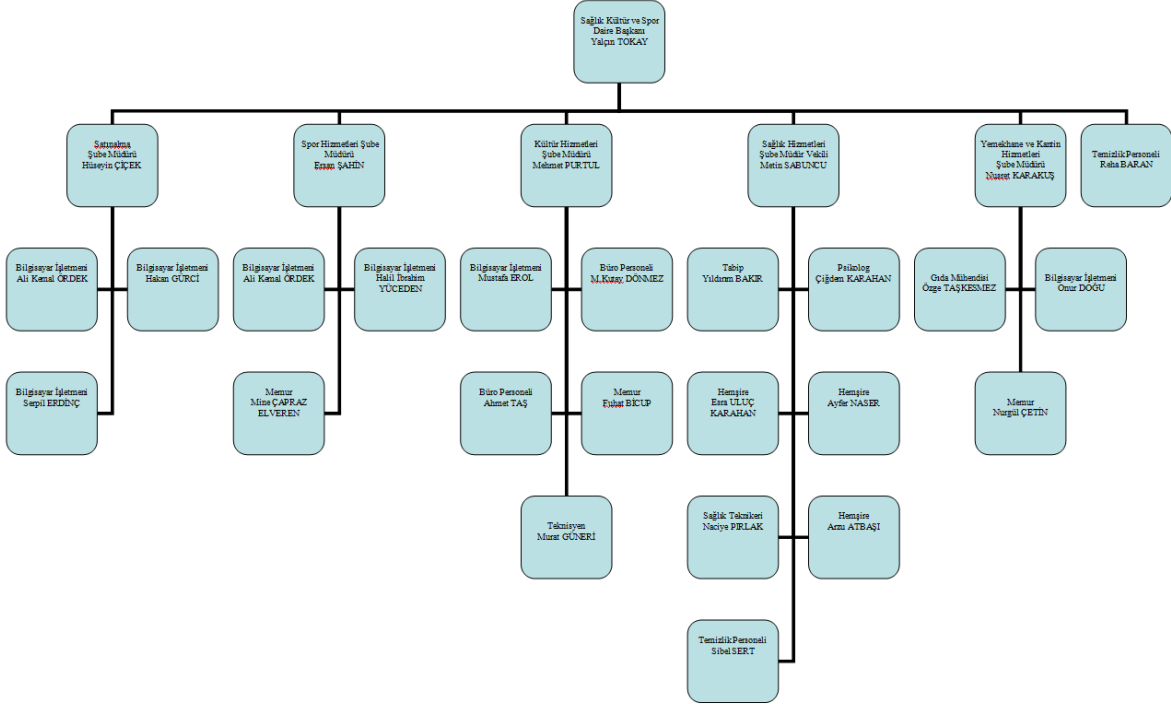 Sağlık Kültür ve Spor
Daire Başkanı
Yalçın TOKAY
Satınalma
Şube Müdürü
Hüseyin ÇİÇEK
Spor Hizmetleri Şube
Müdürü
Ersan ŞAHİN
Kültür Hizmetleri
Şube Müdürü
Mehmet PURTUL
Sağlık Hizmetleri
Şube Müdür Vekili
Metin SABUNCU
Yemekhane ve Kantin
Hizmetleri
Şube Müdürü
Nusrat KARAKUŞ
Temizlik Personeli
Reha BARAN
Bilgisayar İşletmeni
Ali Kemal ÖRDEK
Bilgisayar İşletmeni
Hakan GÜRCİ
Bilgisayar İşletmeni
Ali Kemal ÖRDEK
Bilgisayar İşletmeni
Halil İbrahim
YÜCEDEN
Bilgisayar İşletmeni
Mustafa EROL
Büro Personeli
M.Kutay DÖNMEZ
Tabip
Yıldırım BAKIR
Psikolog
Çiğdem KARAHAN
Gıda Mühendisi
Özge TAŞKESMEZ
Bilgisayar İşletmeni
Onur DOĞU
Bilgisayar İşletmeni
Serpil ERDİNÇ
Memur
Mine ÇAPRAZ
ELVEREN
Büro Personeli
Ahmet TAŞ
Memur
Fuhat BİCUP
Hemşire
Esra ULUÇ
KARAHAN
Hemşire
Ayfer NASER
Memur
Nurgül ÇETİN
Teknisyen
Murat GÜNERİ
Sağlık Teknikeri
Naciye PIRLAK
Hemşire
Arzu ATBAŞI
Temizlik Personeli
Sibel SERT